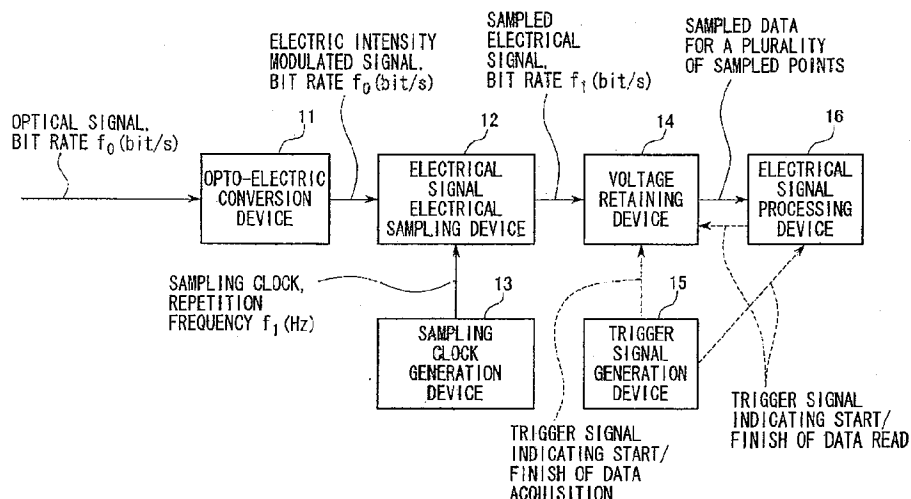 OPTICAL SIGNAL,
BIT RATE f0(bit/s)
11
OPTO-ELECTRIC
CONVERSION
DEVICE
ELECTRIC INTENSITY
MODULATED SIGNAL,
BIT RATE f0(bit/s)
12
ELECTRICAL
SIGNAL
ELECTRICAL
SAMPLING DEVICE
SAMPLED
ELECTRICAL
SIGNAL,
BIT RATE f1(bit/s)
14
VOLTAGE
RETAINING
DEVICE
SAMPLED DATA
FOR A PLURALITY
OF SAMPLED POINTS
16
ELECTRICAL
SIGNAL
PROCESSING
DEVICE
SAMPLING CLOCK,
REPETITION
FREQUENCY f1(Hz)
13
SAMPLING
CLOCK
GENERATION
DEVICE
15
TRIGGER
SIGNAL
GENERATION
DEVICE
TRIGGER SIGNAL
INDICATING START/
FINISH OF DATA
ACQUISITION
TRIGGER SIGNAL
INDICATING START/
FINISH OF DATA READ